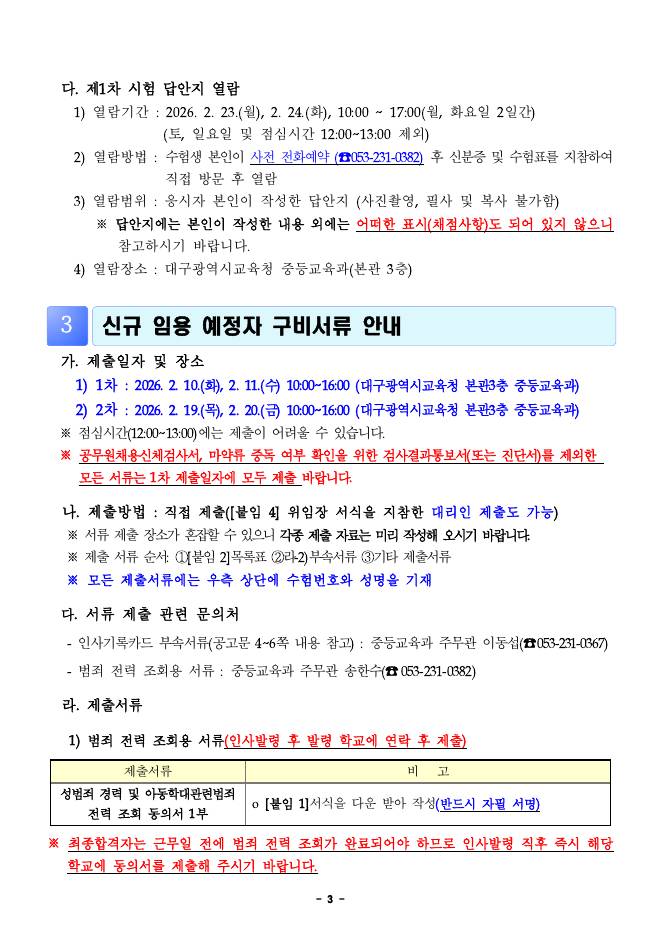 다. 제1차 시험 답안지 열람
1) 열람기간 : 2026. 2. 23.(월), 2. 24.(화), 10:00 ~ 17:00(월, 화요일 2일간)
(토, 일요일 및 점심시간 12:00~13:00 제외)
2) 열람방법 : 수험생 본인이 사전 전화예약 (☎053-231-0382) 후 신분증 및 수험표를 지참하여
직접 방문 후 열람
3) 열람범위 : 응시자 본인이 작성한 답안지 (사진촬영, 필사 및 복사 불가함)
※ 답안지에는 본인이 작성한 내용 외에는 어떠한 표시(채점사항)도 되어 있지 않으니
참고하시기 바랍니다.
4) 열람장소 : 대구광역시교육청 중등교육과(본관 3층)
3 신규 임용 예정자 구비서류 안내
가. 제출일자 및 장소
1) 1차 : 2026. 2. 10.(화), 2. 11.(수) 10:00~16:00 (대구광역시교육청 본관3층 중등교육과)
2) 2차 : 2026. 2. 19.(목), 2. 20.(금) 10:00~16:00 (대구광역시교육청 본관3층 중등교육과)
※ 점심시간(12:00~13:00)에는 제출이 어려울 수 있습니다.
※ 공무원채용신체검사서, 마약류 중독 여부 확인을 위한 검사결과통보서(또는 진단서)를 제외한
모든 서류는 1차 제출일자에 모두 제출 바랍니다.
나. 제출방법 : 직접 제출([붙임 4] 위임장 서식을 지참한 대리인 제출도 가능)
※ 서류 제출 장소가 혼잡할 수 있으니 각종 제출 자료는 미리 작성해 오시기 바랍니다.
※ 제출 서류 순서: ①[붙임 2]목록표 ②라-2)부속서류 ③기타 제출서류
※ 모든 제출서류에는 우측 상단에 수험번호와 성명을 기재
다. 서류 제출 관련 문의처
- 인사기록카드 부속서류(공고문 4~6쪽 내용 참고) : 중등교육과 주무관 이동섭(☎053-231-0367)
- 범죄 전력 조회용 서류 : 중등교육과 주무관 송한수(☎053-231-0382)
라. 제출서류
1) 범죄 전력 조회용 서류(인사발령 후 발령 학교에 연락 후 제출)
제출서류 비 고
성범죄 경력 및 아동학대관련범죄
전력 조회 동의서 1부
o [붙임 1]서식을 다운 받아 작성(반드시 자필 서명)
※ 최종합격자는 근무일 전에 범죄 전력 조회가 완료되어야 하므로 인사발령 직후 즉시 해당
학교에 동의서를 제출해 주시기 바랍니다.
- 3 -